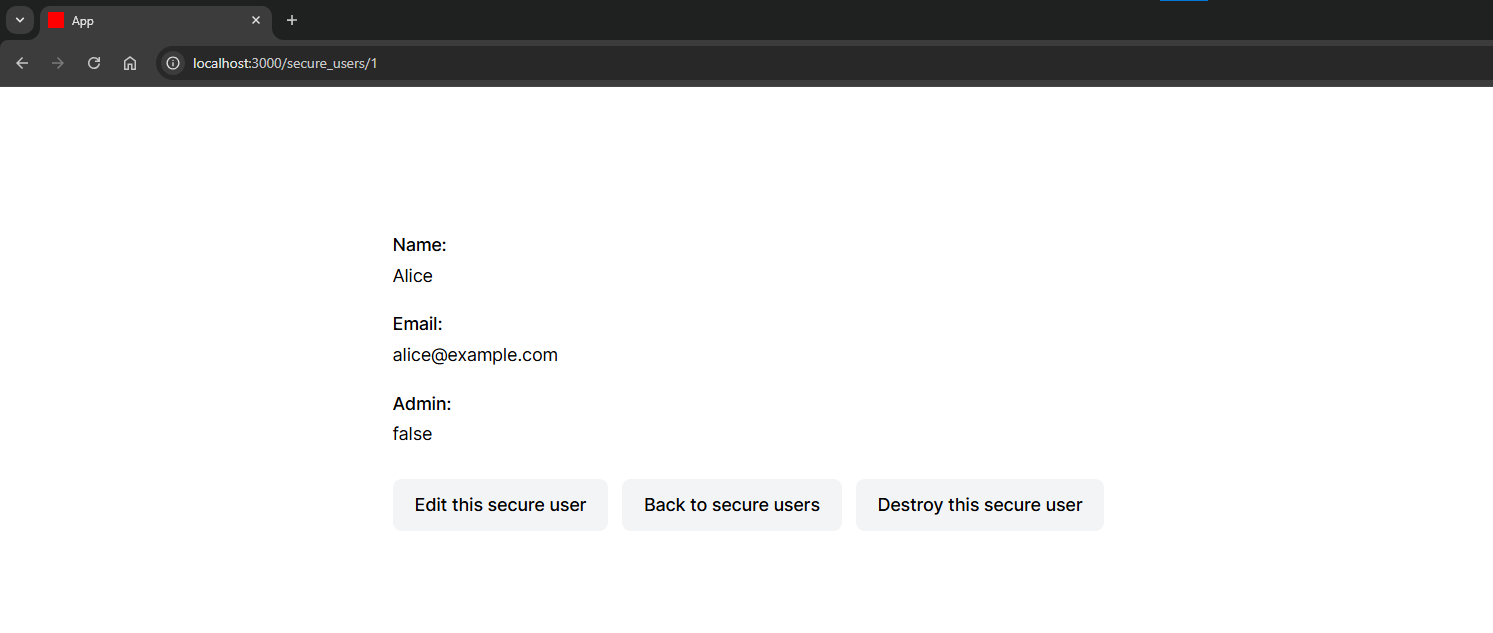 App
localhost:3000/secure_users/1
Name:
Alice
Email:
alice@example.com
Admin:
false
Edit this secure user Back to secure users Destroy this secure user